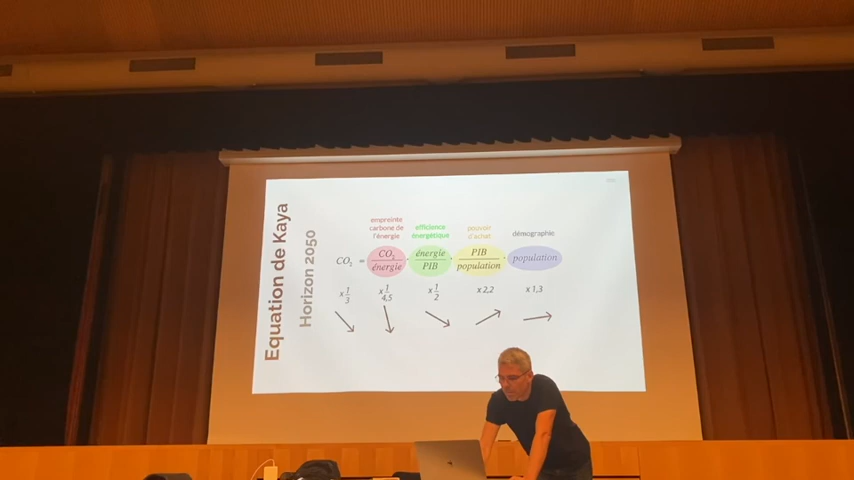 Equation de Kaya
Horizon 2050
empreinte
carbone de
l'énergie
efficience
énergétique
pouvoir
d'achat
démographie
CO₂ = CO₂/énergie · énergie/PIB · PIB/population · population
x 1/3 x 1/4,5 x 1/2 x 2,2 x 1,3